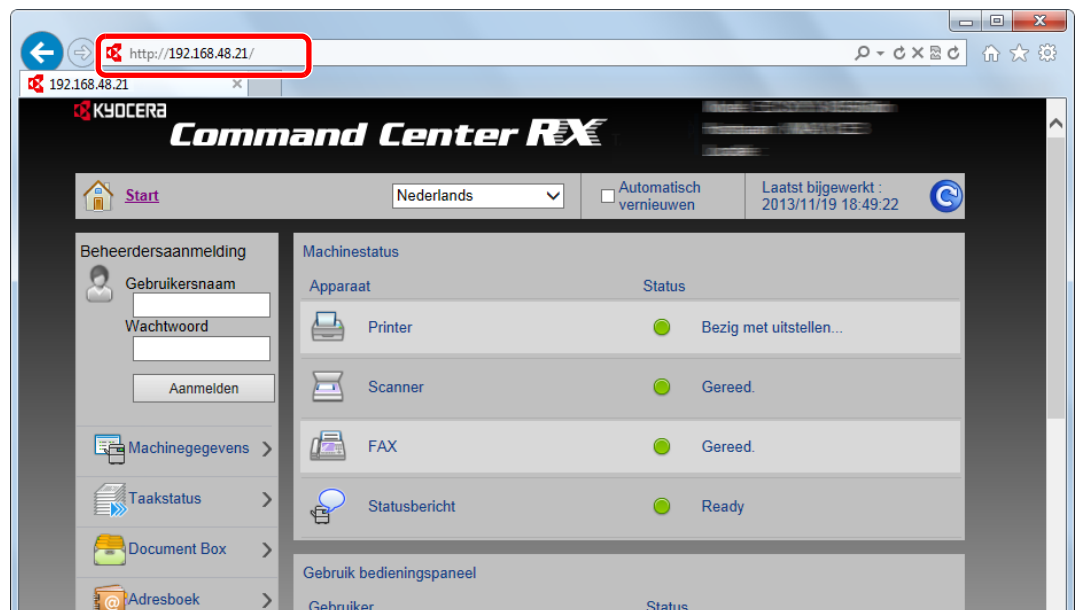 http://192.168.48.21/
192.168.48.21
KYOCERA
Command Center RX
Start
Nederlands
Automatisch
vernieuwen
Laatst bijgewerkt :
2013/11/19 18:49:22
Beheerdersaanmelding
Gebruikersnaam
Wachtwoord
Aanmelden
Machinegegevens
Taakstatus
Document Box
Adresboek
Machinestatus
Apparaat Status
Printer Bezig met uitstellen...
Scanner Gereed.
FAX Gereed.
Statusbericht Ready
Gebruik bedieningspaneel
Gebruiker Status